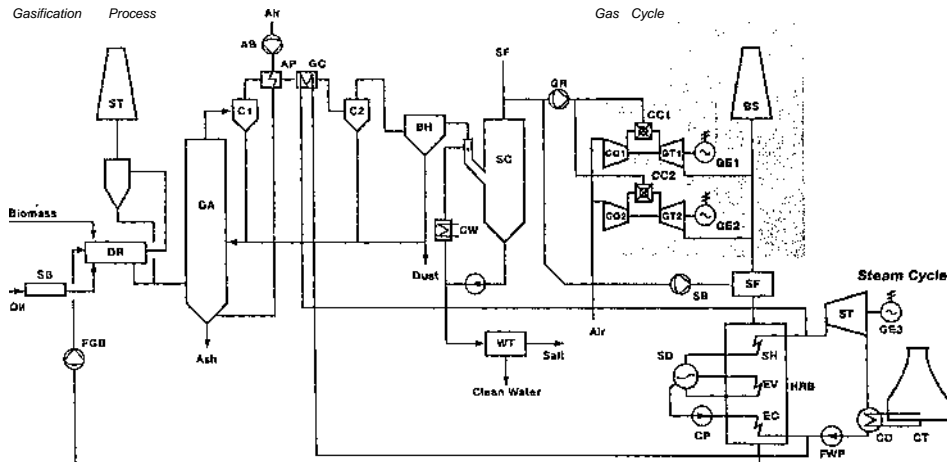 Gasification Process
Gas Cycle
Air
AB
AP
GC
SF
ST
C1
C2
BH
GR
BS
CC1
SC
CO1
GT1
GE1
GA
CC2
CO2
GT2
GE2
Biomass
DR
GW
SB
Oil
Dust
SB
SF
Steam Cycle
ST
GE3
Air
FGB
Ash
WT
Salt
SD
SH
Clean Water
EV
HRB
EC
CP
FWP
CD
CT